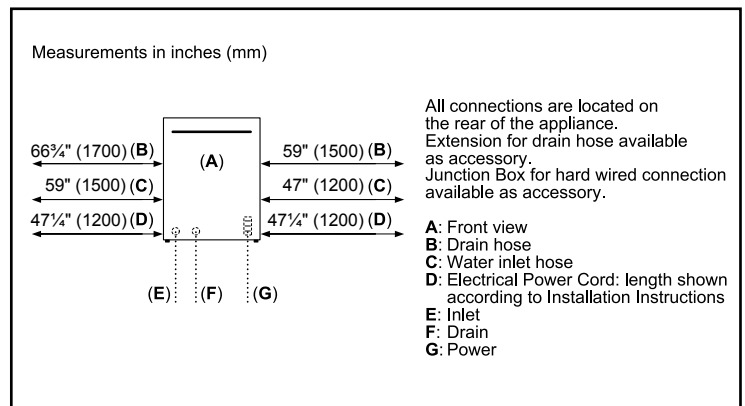 Measurements in inches (mm)
66¾" (1700) (B)
59" (1500) (C)
47¼" (1200) (D)
(A)
59" (1500) (B)
47" (1200) (C)
47¼" (1200) (D)
(E)
(F)
(G)
All connections are located on
the rear of the appliance.
Extension for drain hose available
as accessory.
Junction Box for hard wired connection
available as accessory.
A: Front view
B: Drain hose
C: Water inlet hose
D: Electrical Power Cord: length shown
according to Installation Instructions
E: Inlet
F: Drain
G: Power